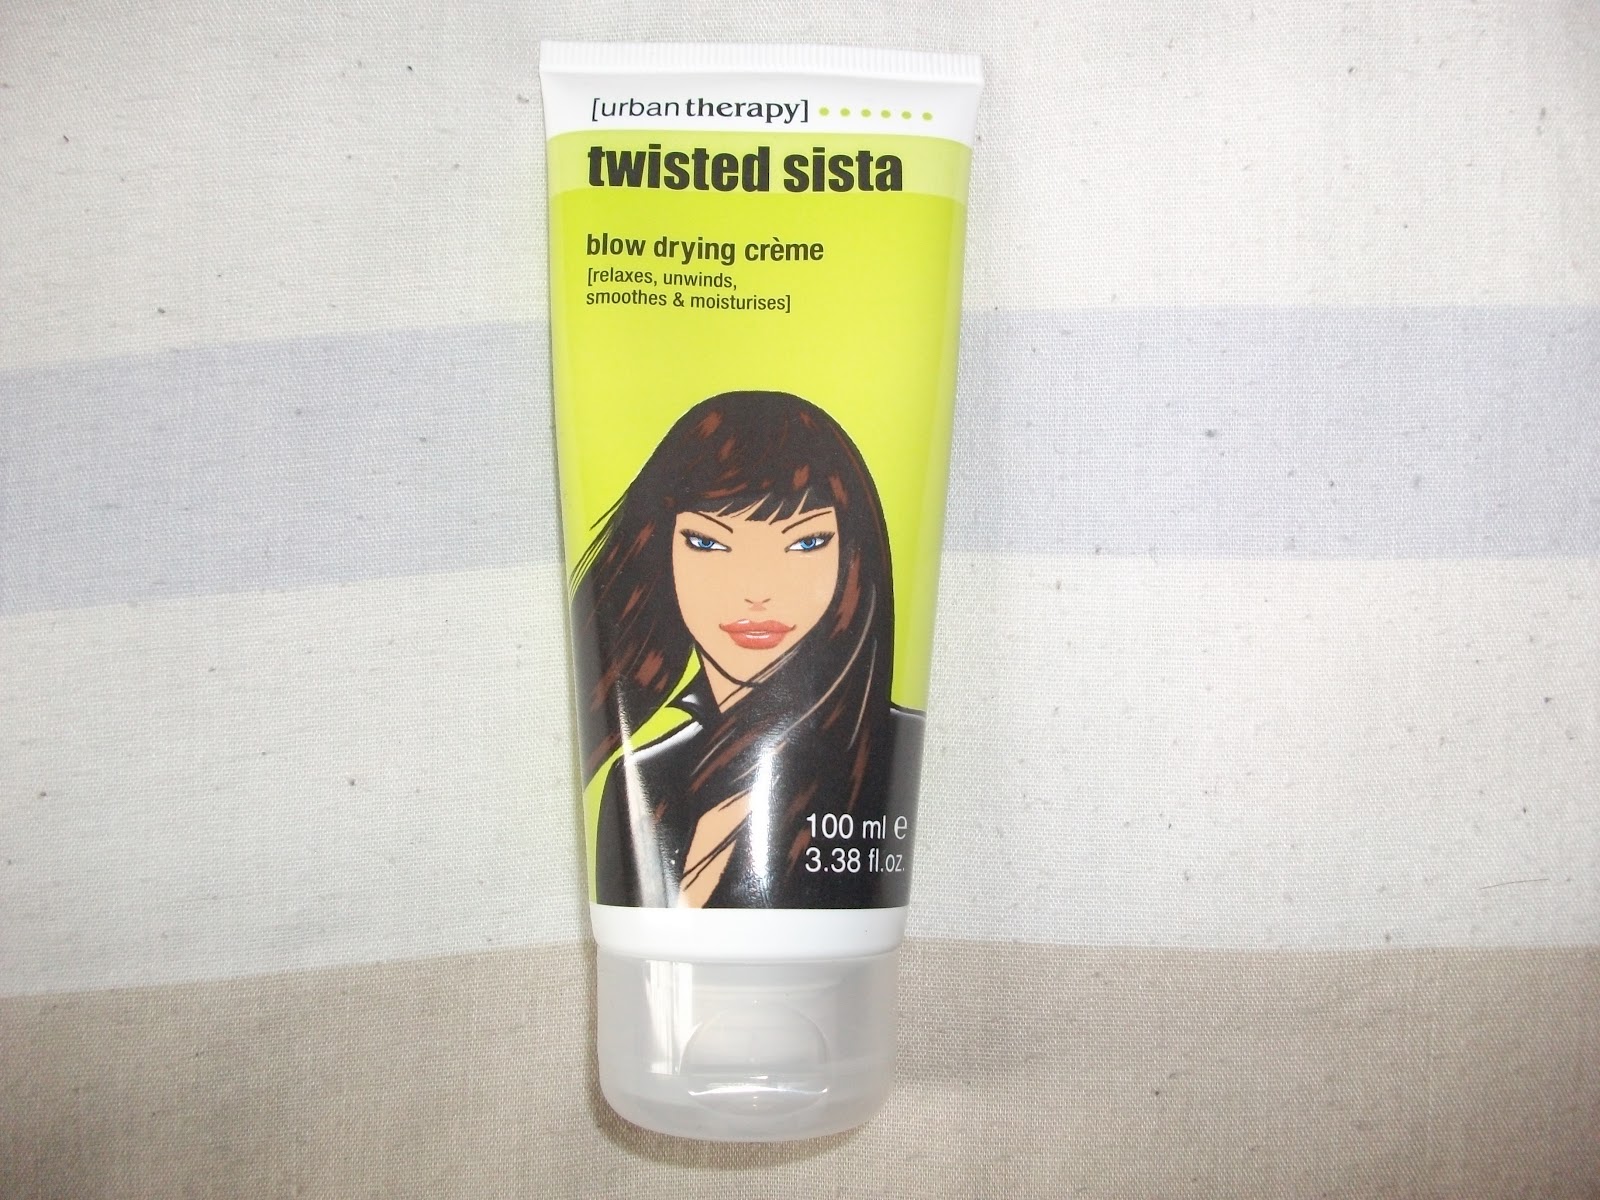 [urban therapy]
twisted sista
blow drying crème
[relaxes, unwinds,
smoothes & moisturises]
100 ml ℮
3.38 fl.oz.